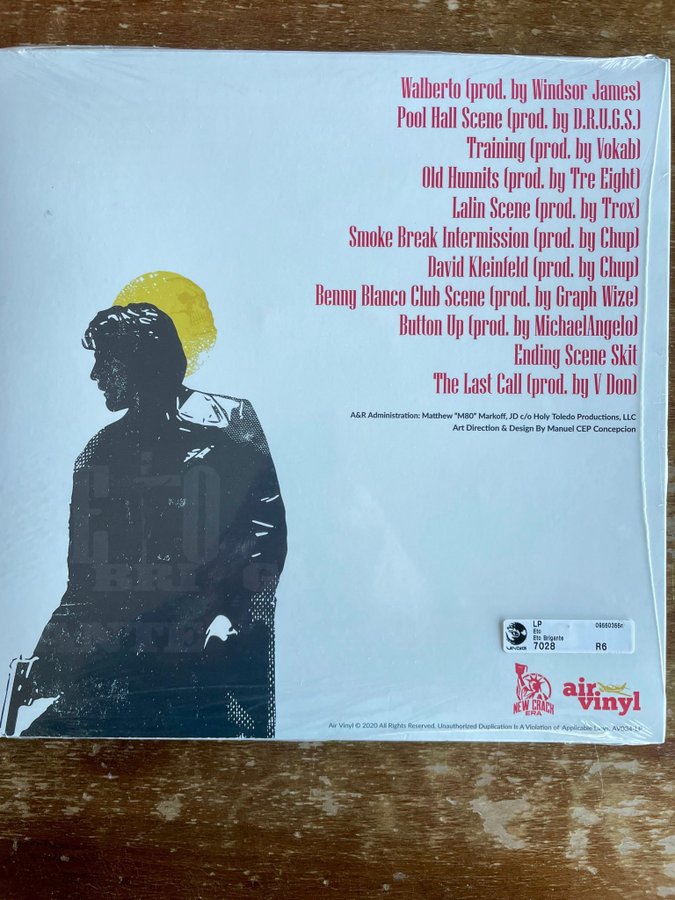 Walberto (prod. by Windsor James)
Pool Hall Scene (prod. by D.R.U.G.S.)
Training (prod. by Vokab)
Old Hunnits (prod. by Tre Eight)
Lalin Scene (prod. by Trox)
Smoke Break Intermission (prod. by Chup)
David Kleinfeld (prod. by Chup)
Benny Blanco Club Scene (prod. by Graph Wize)
Button Up (prod. by MichaelAngelo)
Ending Scene Skit
The Last Call (prod. by V Don)
A&R Administration: Matthew "M80" Markoff, JD c/o Holy Toledo Productions, LLC
Art Direction & Design By Manuel CEP Concepcion
ETO
BRI G
ANTE
LP
Eto
Eto Brigante
7028 R6
NEW CRACK
ERA
air
vinyl
Air Vinyl © 2020 All Rights Reserved. Unauthorized Duplication Is A Violation of Applicable Laws.